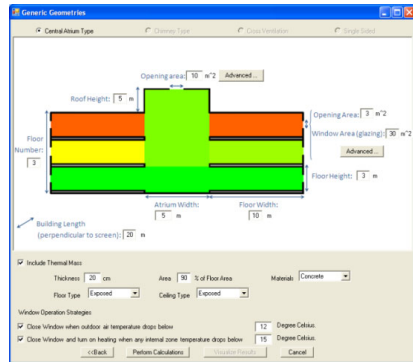 Generic Geometries
Central Atrium Type
Chimney Type
Cross Ventilation
Single Sided
Opening area: 10 m^2 Advanced...
Roof Height: 5 m
Opening Area: 3 m^2
Window Area (glazing): 30 m^2
Advanced...
Floor Number: 3
Floor Height: 3 m
Atrium Width: 5 m
Floor Width: 10 m
Building Length
(perpendicular to screen): 20 m
Include Thermal Mass
Thickness 20 cm Area 90 % of Floor Area Materials Concrete
Floor Type Exposed Ceiling Type Exposed
Window Operation Strategies
Close Window when outdoor air temperature drops below 12 Degree Celsius.
Close Window and turn on heating when any internal zone temperature drops below 15 Degree Celsius.
<<Back Perform Calculations Visualize Results Cancel